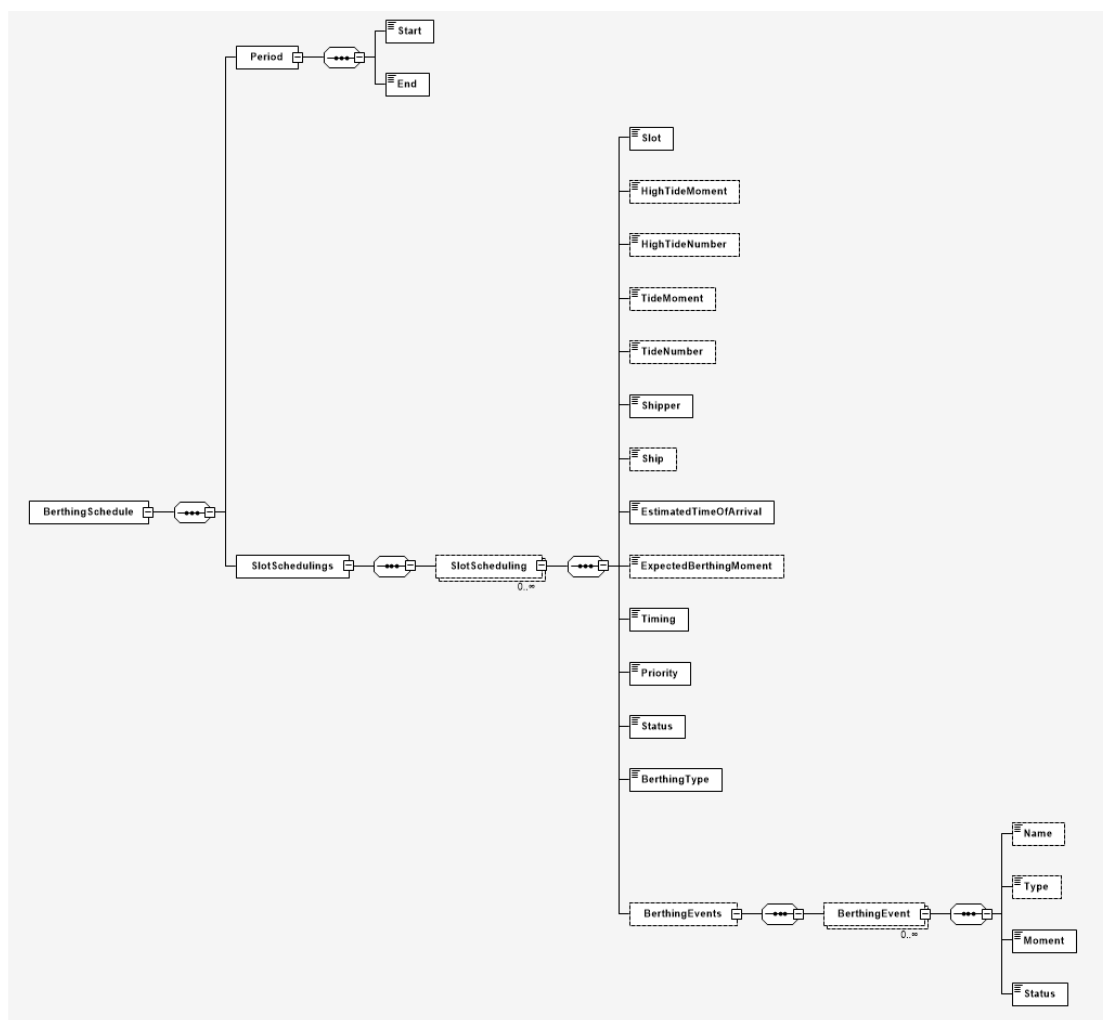 Start
Period
End
Slot
HighTideMoment
HighTideNumber
TideMoment
TideNumber
Shipper
Ship
BerthingSchedule
EstimatedTimeOfArrival
SlotSchedulings
SlotScheduling
0..∞
ExpectedBerthingMoment
Timing
Priority
Status
BerthingType
Name
Type
BerthingEvents
BerthingEvent
0..∞
Moment
Status